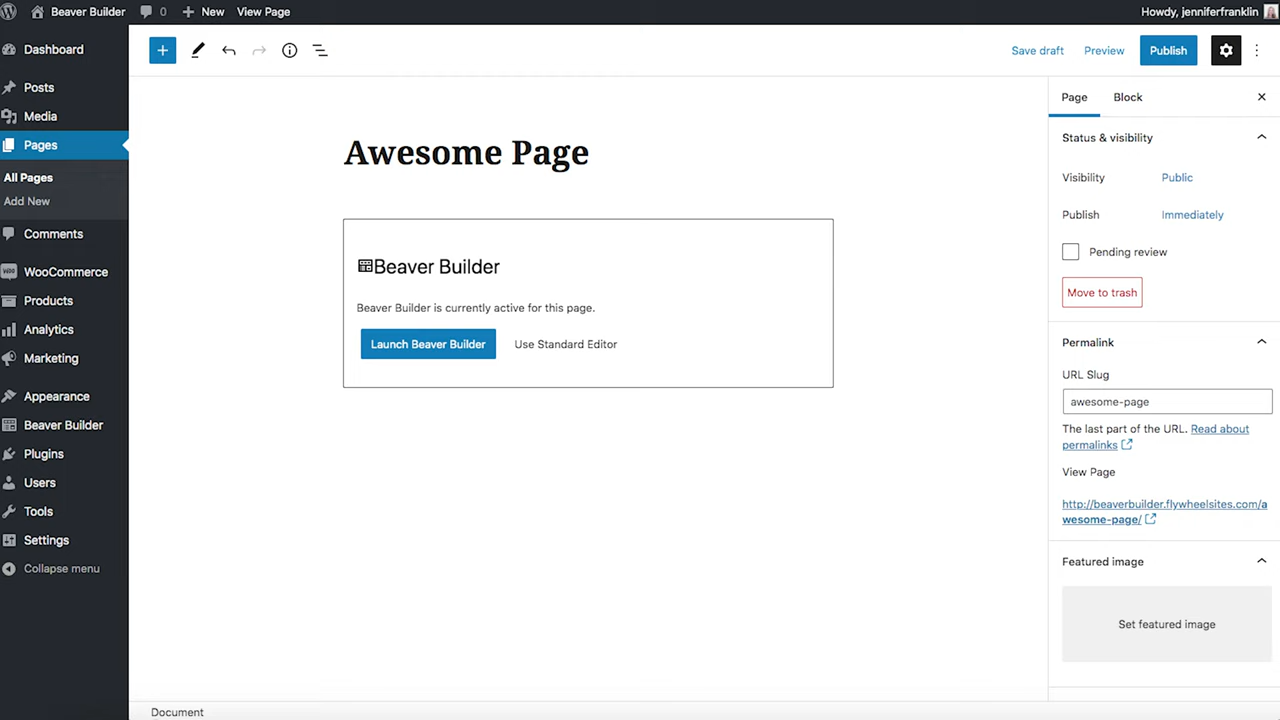 Beaver Builder 0 New View Page Howdy, jenniferfranklin
Dashboard
Posts
Media
Pages
All Pages
Add New
Comments
WooCommerce
Products
Analytics
Marketing
Appearance
Beaver Builder
Plugins
Users
Tools
Settings
Collapse menu
Save draft Preview Publish
Awesome Page
Beaver Builder
Beaver Builder is currently active for this page.
Launch Beaver Builder Use Standard Editor
Page Block
Status & visibility
Visibility Public
Publish Immediately
Pending review
Move to trash
Permalink
URL Slug
awesome-page
The last part of the URL. Read about
permalinks
View Page
http://beaverbuilder.flywheelsites.com/a
wesome-page/
Featured image
Set featured image
Document